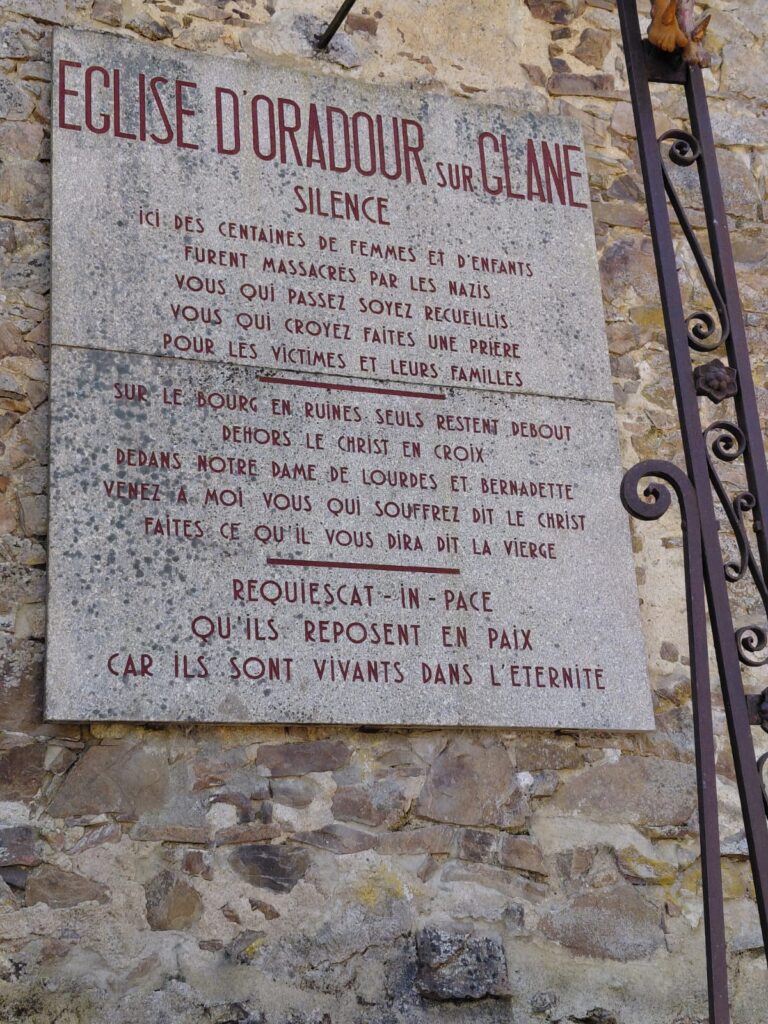 EGLISE D'ORADOUR SUR GLANE
SILENCE
ICI DES CENTAINES DE FEMMES ET D'ENFANTS
FURENT MASSACRÉS PAR LES NAZIS
VOUS QUI PASSEZ SOYEZ RECUEILLIS
VOUS QUI CROYEZ FAITES UNE PRIERE
POUR LES VICTIMES ET LEURS FAMILLES
SUR LE BOURG EN RUINES SEULS RESTENT DEBOUT
DEHORS LE CHRIST EN CROIX
DEDANS NOTRE DAME DE LOURDES ET BERNADETTE
VENEZ A MOI VOUS QUI SOUFFREZ DIT LE CHRIST
FAITES CE QU'IL VOUS DIRA DIT LA VIERGE
REQUIESCAT-IN-PACE
QU'ILS REPOSENT EN PAIX
CAR ILS SONT VIVANTS DANS L'ETERNITE